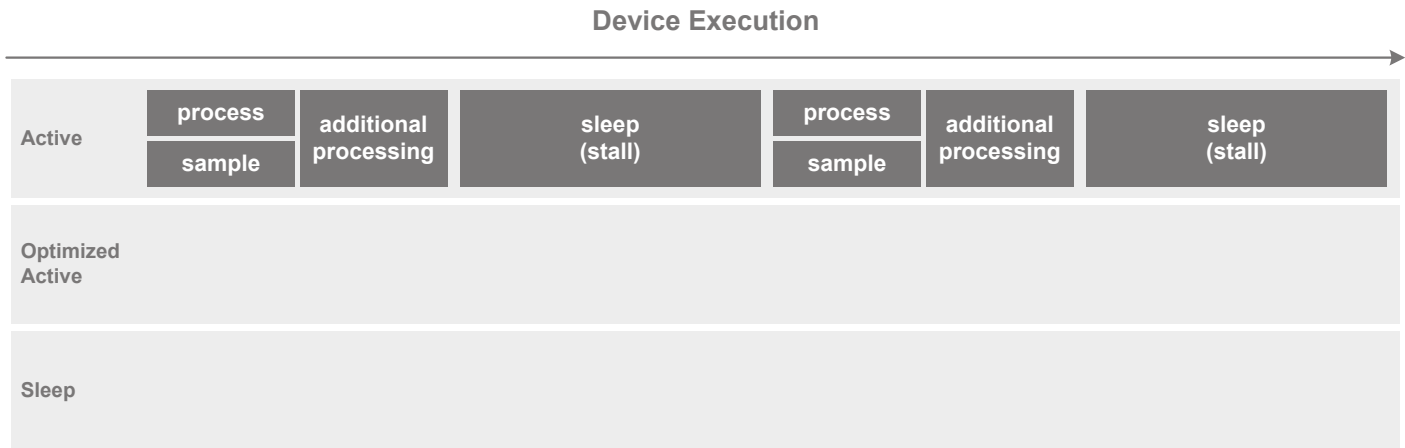 Device Execution
Active
process
sample
additional
processing
sleep
(stall)
process
sample
additional
processing
sleep
(stall)
Optimized
Active
Sleep